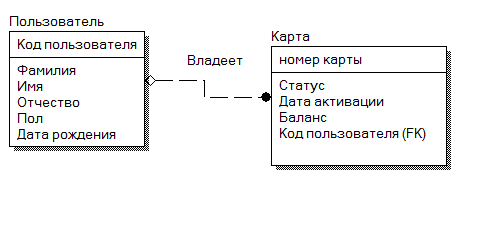 Пользователь
Код пользователя
Фамилия
Имя
Отчество
Пол
Дата рождения
Владеет
Карта
номер карты
Статус
Дата активации
Баланс
Код пользователя (FK)